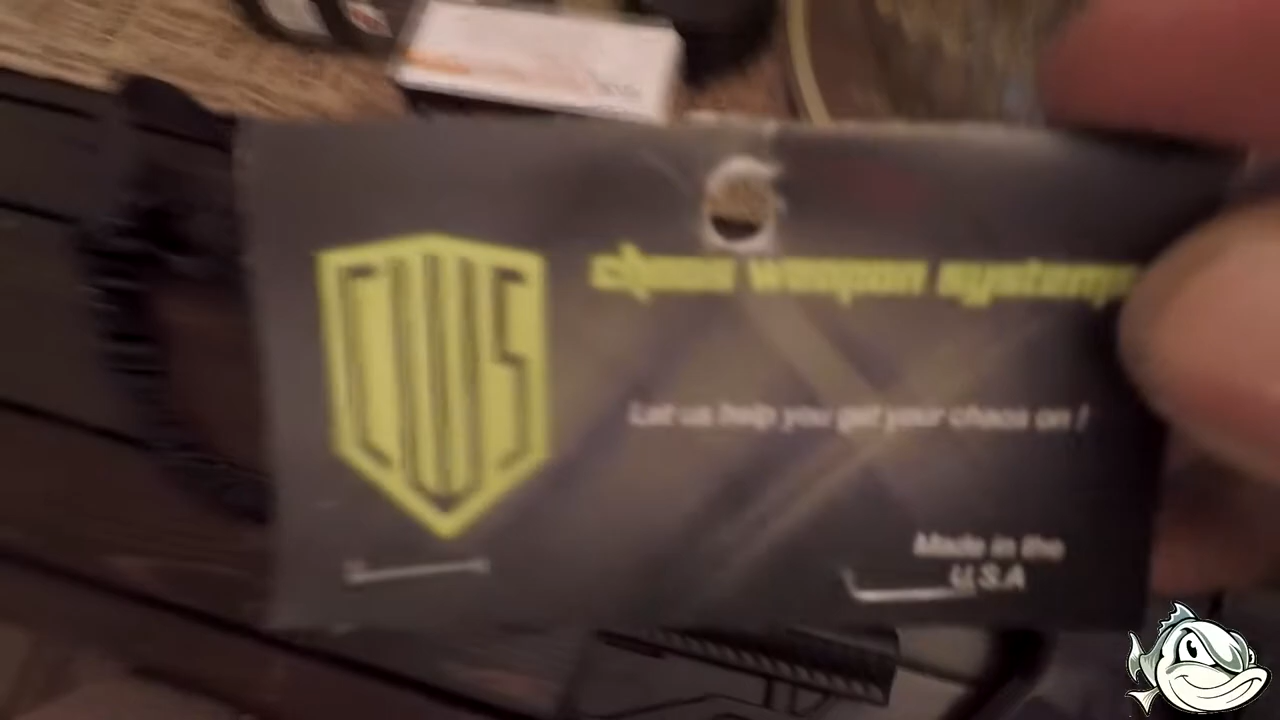 CWS
chaos weapon systems
Let us help you get your chaos on !
Made in the
U.S.A